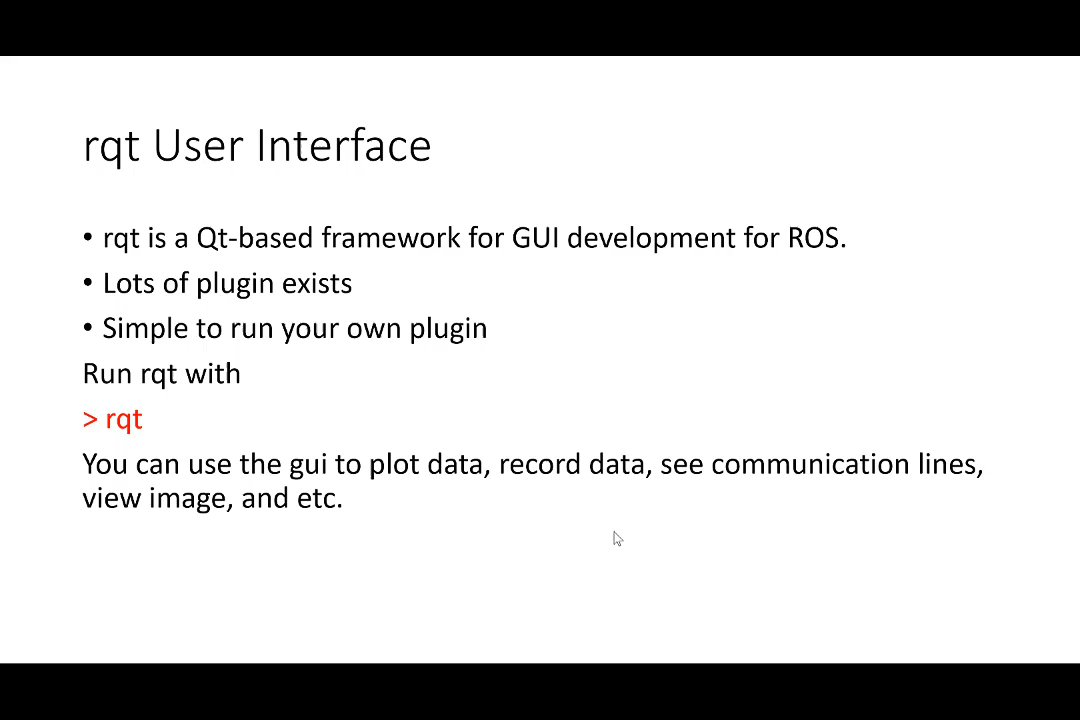 rqt User Interface
• rqt is a Qt-based framework for GUI development for ROS.
• Lots of plugin exists
• Simple to run your own plugin
Run rqt with
> rqt
You can use the gui to plot data, record data, see communication lines,
view image, and etc.